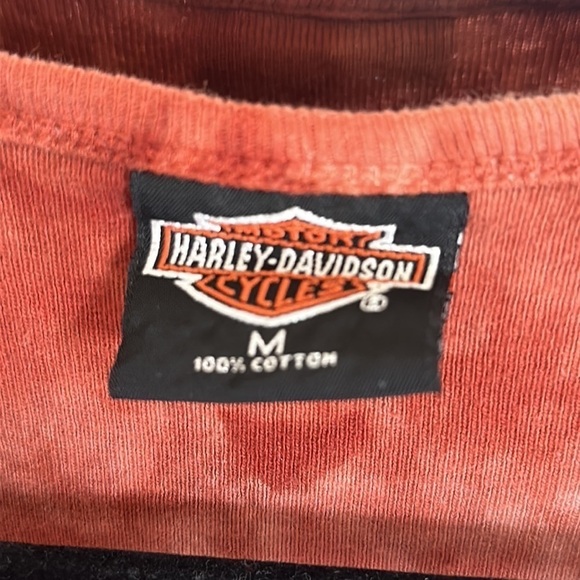 MOTOR
HARLEY-DAVIDSON
CYCLES
®
M
100% COTTON